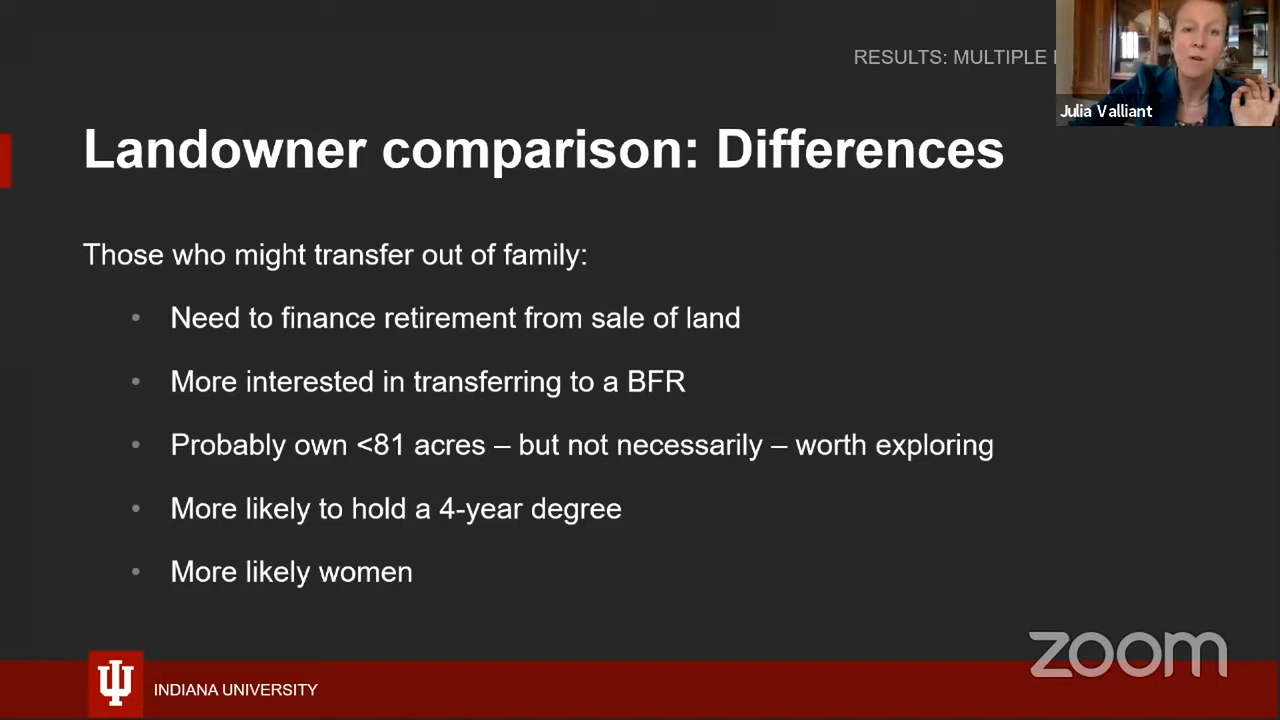 RESULTS: MULTIPLE
Julia Valliant
Landowner comparison: Differences
Those who might transfer out of family:
• Need to finance retirement from sale of land
• More interested in transferring to a BFR
• Probably own <81 acres – but not necessarily – worth exploring
• More likely to hold a 4-year degree
• More likely women
zoom
INDIANA UNIVERSITY